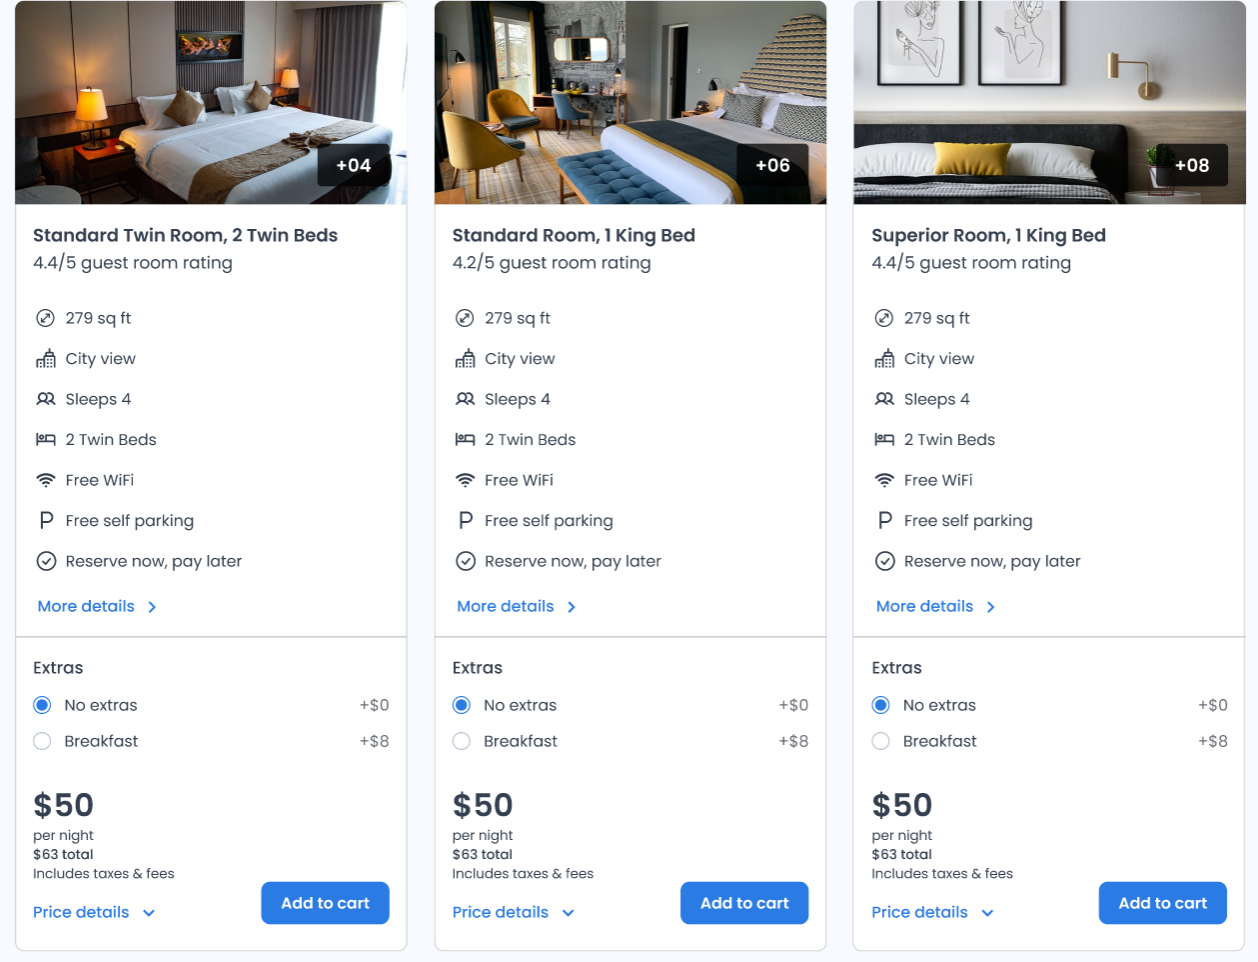 +04
Standard Twin Room, 2 Twin Beds
4.4/5 guest room rating
279 sq ft
City view
Sleeps 4
2 Twin Beds
Free WiFi
Free self parking
Reserve now, pay later
More details
Extras
No extras +$0
Breakfast +$8
$50
per night
$63 total
Includes taxes & fees
Price details
Add to cart
+06
Standard Room, 1 King Bed
4.2/5 guest room rating
279 sq ft
City view
Sleeps 4
2 Twin Beds
Free WiFi
Free self parking
Reserve now, pay later
More details
Extras
No extras +$0
Breakfast +$8
$50
per night
$63 total
Includes taxes & fees
Price details
Add to cart
+08
Superior Room, 1 King Bed
4.4/5 guest room rating
279 sq ft
City view
Sleeps 4
2 Twin Beds
Free WiFi
Free self parking
Reserve now, pay later
More details
Extras
No extras +$0
Breakfast +$8
$50
per night
$63 total
Includes taxes & fees
Price details
Add to cart